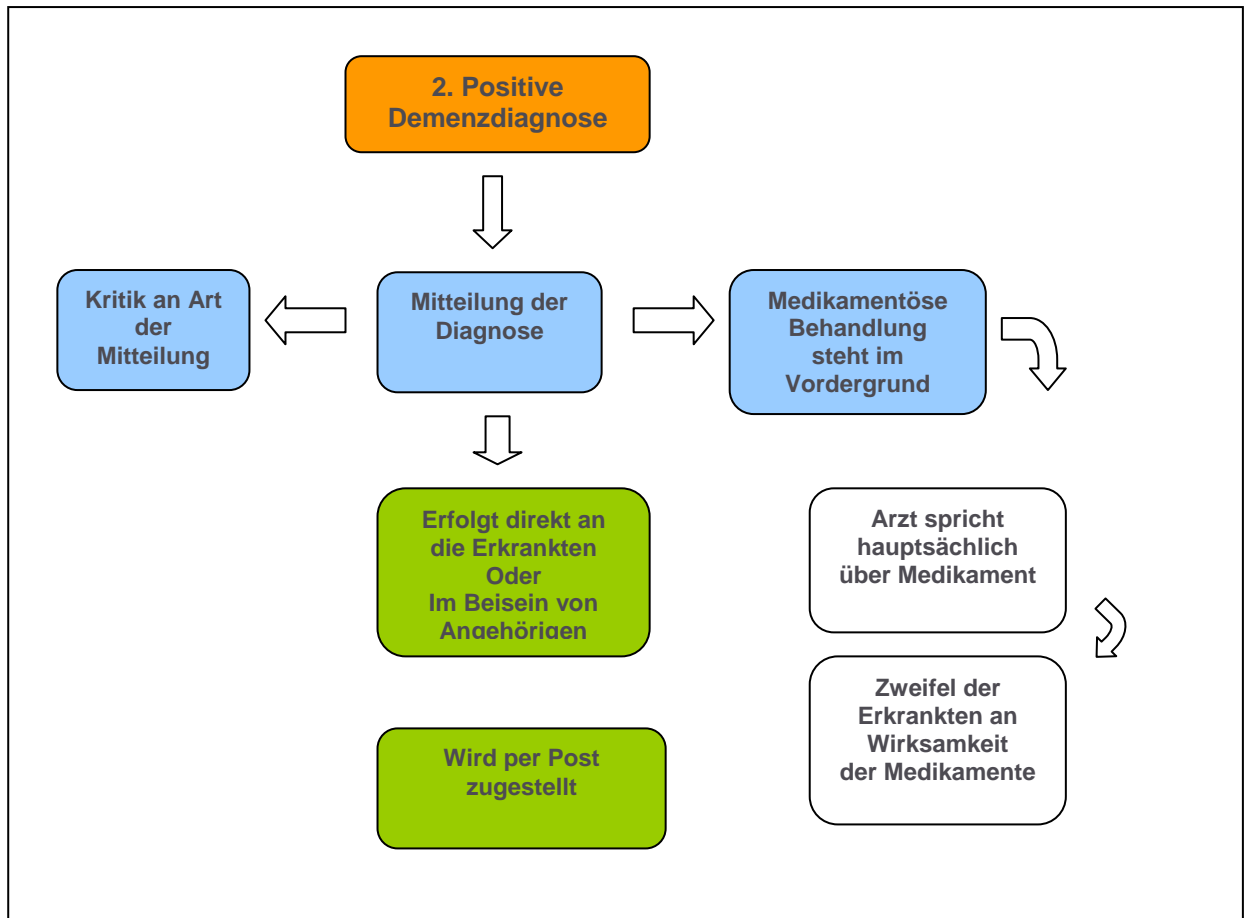 2. Positive
Demenzdiagnose
Kritik an Art
der
Mitteilung
Mitteilung der
Diagnose
Medikamentöse
Behandlung
steht im
Vordergrund
Erfolgt direkt an
die Erkrankten
Oder
Im Beisein von
Angehörigen
Arzt spricht
hauptsächlich
über Medikament
Zweifel der
Erkrankten an
Wirksamkeit
der Medikamente
Wird per Post
zugestellt